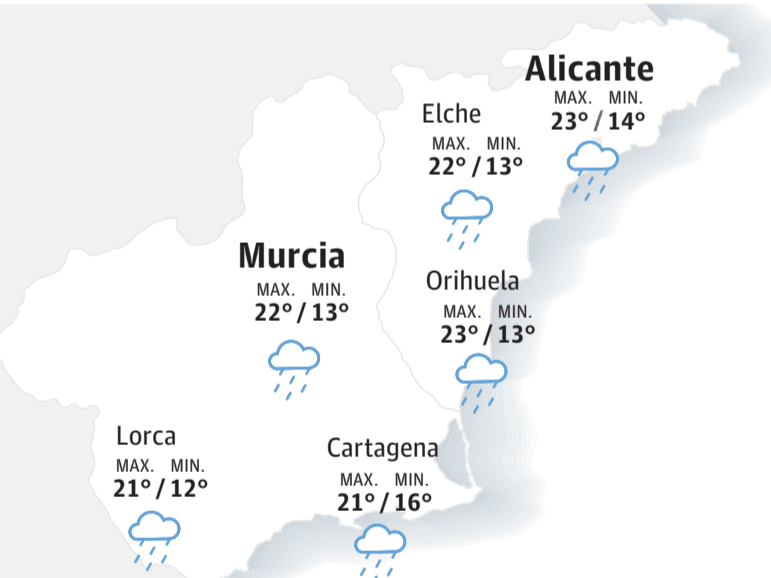 Alicante
MAX. MIN.
23° / 14°
Elche
MAX. MIN.
22° / 13°
Murcia
MAX. MIN.
22° / 13°
Orihuela
MAX. MIN.
23° / 13°
Lorca
MAX. MIN.
21° / 12°
Cartagena
MAX. MIN.
21° / 16°